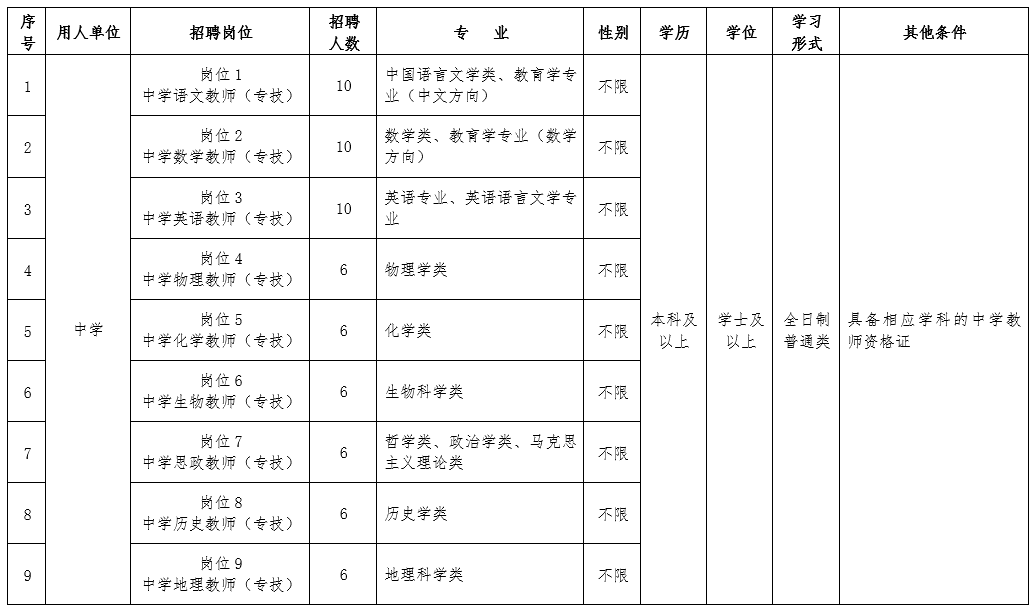 序号 用人单位 招聘岗位 招聘人数 专 业 性别 学历 学位 学习形式 其他条件
1 中学 岗位1 中学语文教师（专技） 10 中国语言文学类、教育学专业（中文方向） 不限 本科及以上 学士及以上 全日制普通类 具备相应学科的中学教师资格证
2 岗位2 中学数学教师（专技） 10 数学类、教育学专业（数学方向） 不限
3 岗位3 中学英语教师（专技） 10 英语专业、英语语言文学专业 不限
4 岗位4 中学物理教师（专技） 6 物理学类 不限
5 岗位5 中学化学教师（专技） 6 化学类 不限
6 岗位6 中学生物教师（专技） 6 生物科学类 不限
7 岗位7 中学思政教师（专技） 6 哲学类、政治学类、马克思主义理论类 不限
8 岗位8 中学历史教师（专技） 6 历史学类 不限
9 岗位9 中学地理教师（专技） 6 地理科学类 不限